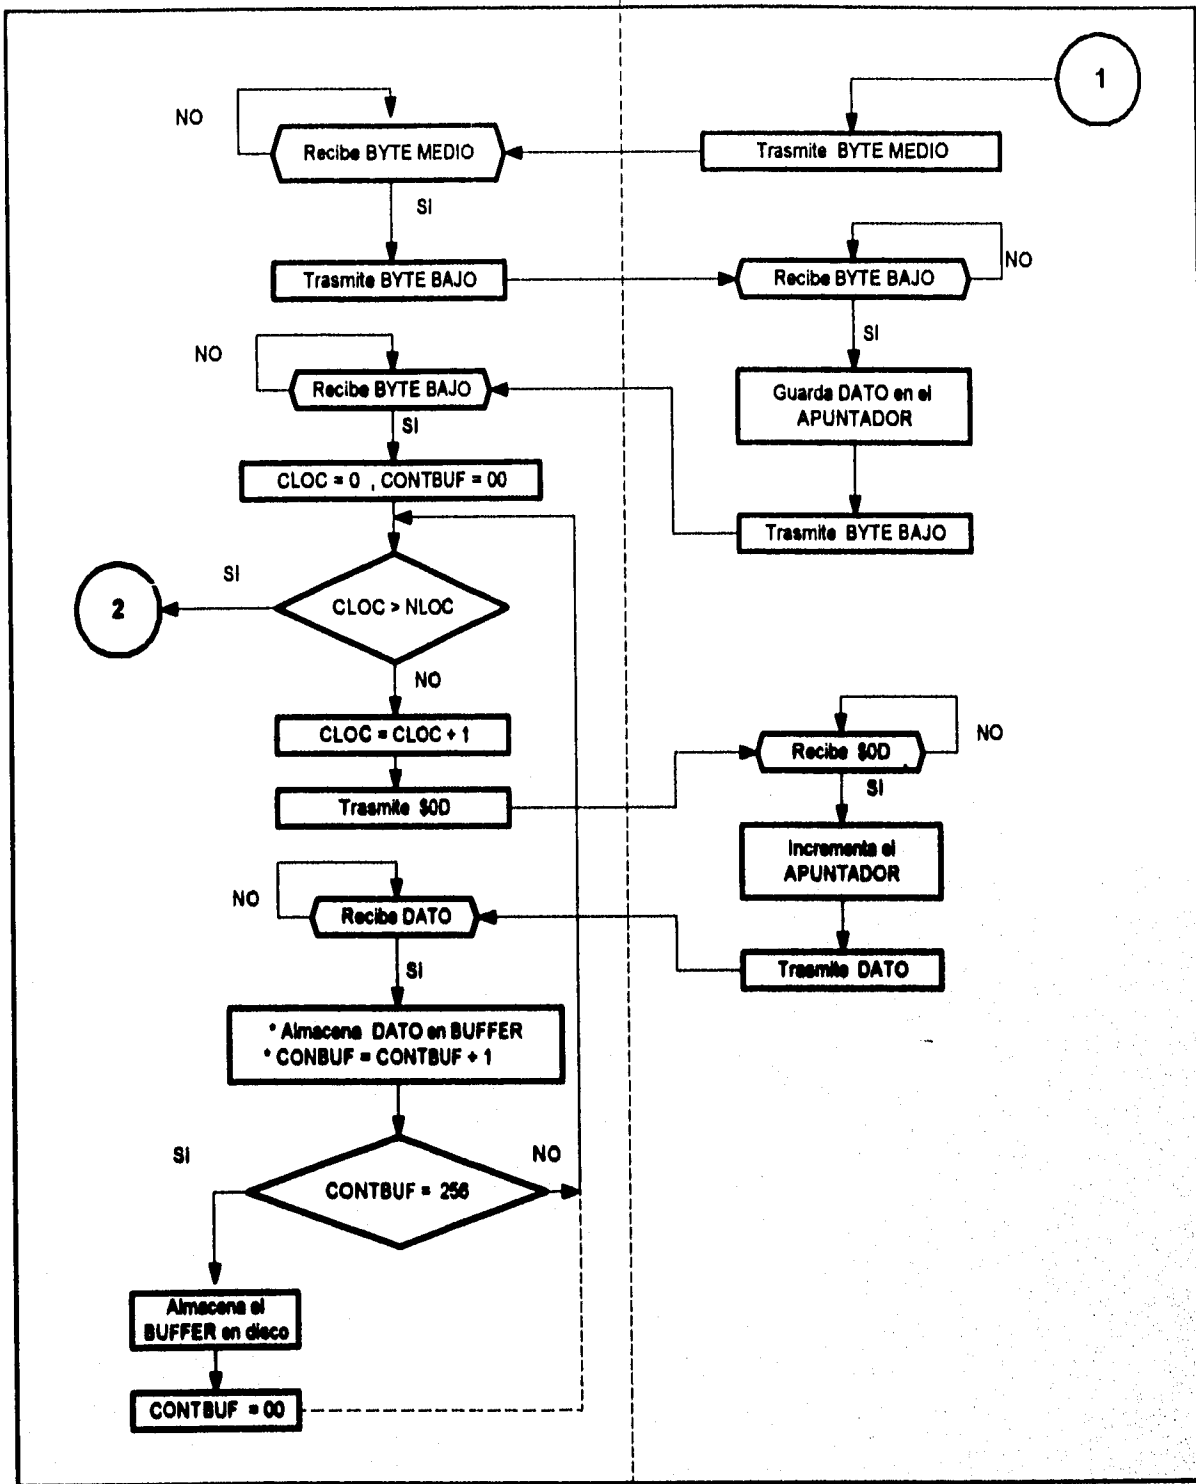 1
NO
Recibe BYTE MEDIO
Trasmite BYTE MEDIO
SI
Trasmite BYTE BAJO
Recibe BYTE BAJO
NO
SI
NO
Recibe BYTE BAJO
Guarda DATO en el
APUNTADOR
SI
CLOC = 0 , CONTBUF = 00
Trasmite BYTE BAJO
SI
2
CLOC > NLOC
NO
CLOC = CLOC + 1
Recibe $0D
NO
SI
Trasmite $0D
Incrementa el
APUNTADOR
NO
Recibe DATO
SI
Trasmite DATO
* Almacena DATO en BUFFER
* CONBUF = CONTBUF + 1
SI
NO
CONTBUF = 256
Almacena el
BUFFER en disco
CONTBUF = 00